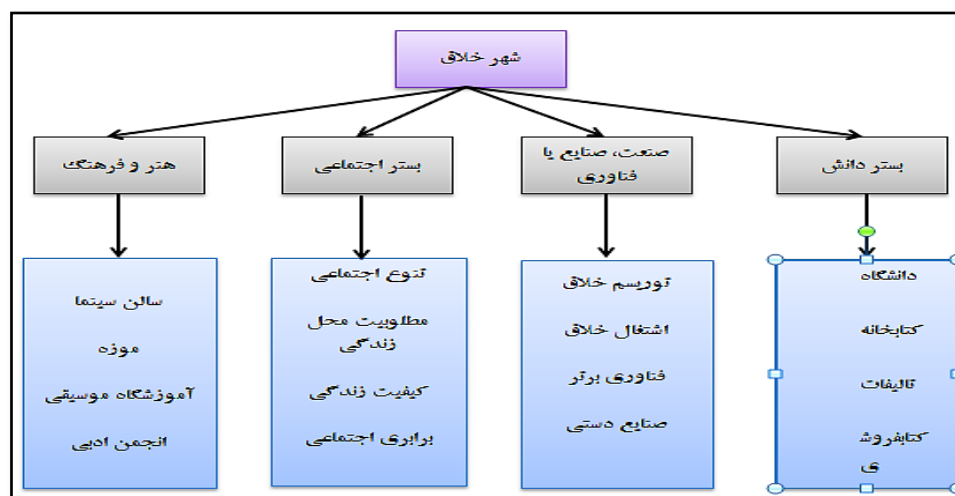 شهر خلاق
بستر دانش
صنعت، صنایع یا
فناوری
بستر اجتماعی
هنر و فرهنگ
دانشگاه
کتابخانه
تالیفات
کتابفروش
ی
توریسم خلاق
اشتغال خلاق
فناوری برتر
صنایع دستی
تنوع اجتماعی
مطلوبیت محل
زندگی
کیفیت زندگی
برابری اجتماعی
سالن سینما
موزه
آموزشگاه موسیقی
انجمن ادبی